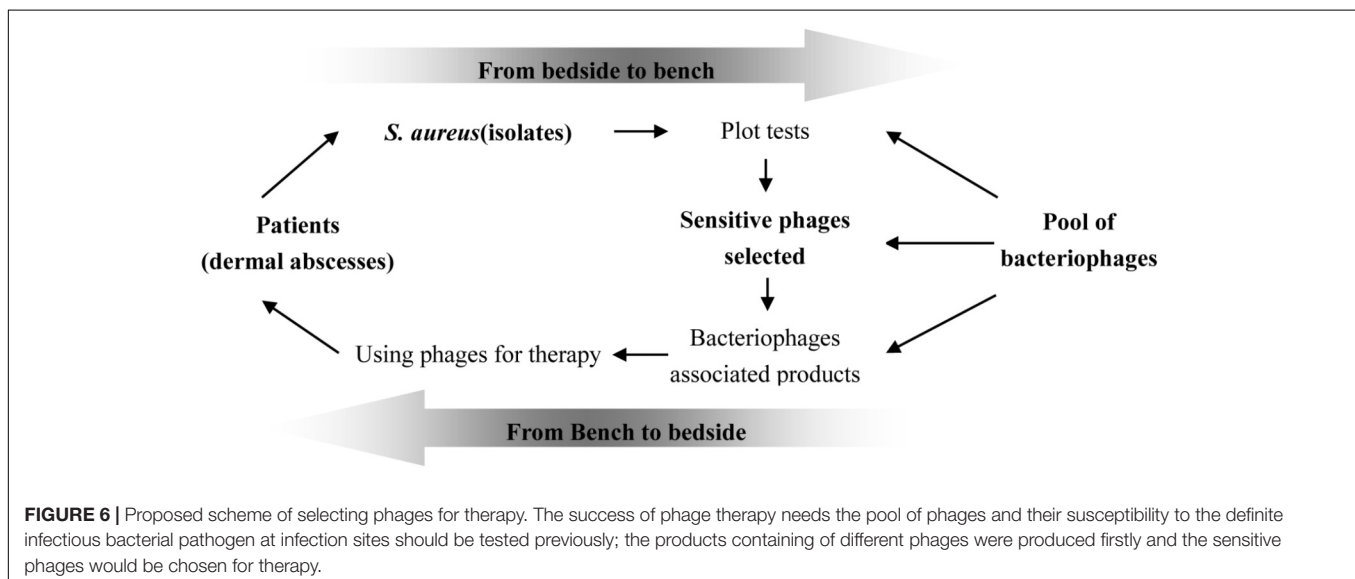 From bedside to bench
S. aureus(isolates)
Plot tests
Patients
(dermal abscesses)
Sensitive phages
selected
Pool of
bacteriophages
Using phages for therapy
Bacteriophages
associated products
From Bench to bedside
FIGURE 6 | Proposed scheme of selecting phages for therapy. The success of phage therapy needs the pool of phages and their susceptibility to the definite
infectious bacterial pathogen at infection sites should be tested previously; the products containing of different phages were produced firstly and the sensitive
phages would be chosen for therapy.